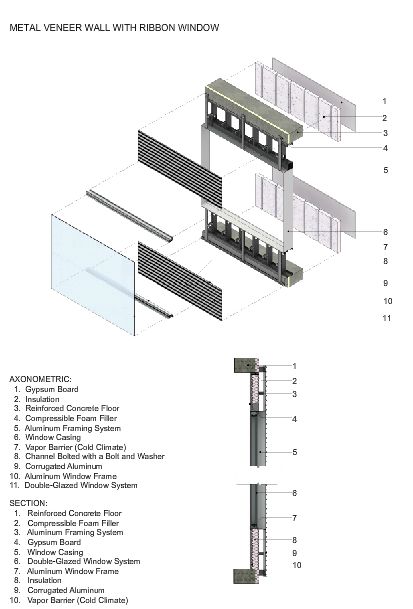 METAL VENEER WALL WITH RIBBON WINDOW
1
2
3
4
5
8
7
8
9
10
11
AXONOMETRIC:
1. Gypsum Board
2. Insulation
3. Reinforced Concrete Floor
4. Compressible Foam Filler
5. Aluminum Framing System
6. Window Casing
7. Vapor Barrier (Cold Climate)
8. Channel Bolted with a Bolt and Washer
9. Corrugated Aluminum
10. Aluminum Window Frame
11. Double-Glazed Window System
SECTION:
1. Reinforced Concrete Floor
2. Compressible Foam Filler
3. Aluminum Framing System
4. Gypsum Board
5. Window Casing
6. Double-Glazed Window System
7. Aluminum Window Frame
8. Insulation
9. Corrugated Aluminum
10. Vapor Barrier (Cold Climate)
1
2
3
4
5
8
7
8
9
10